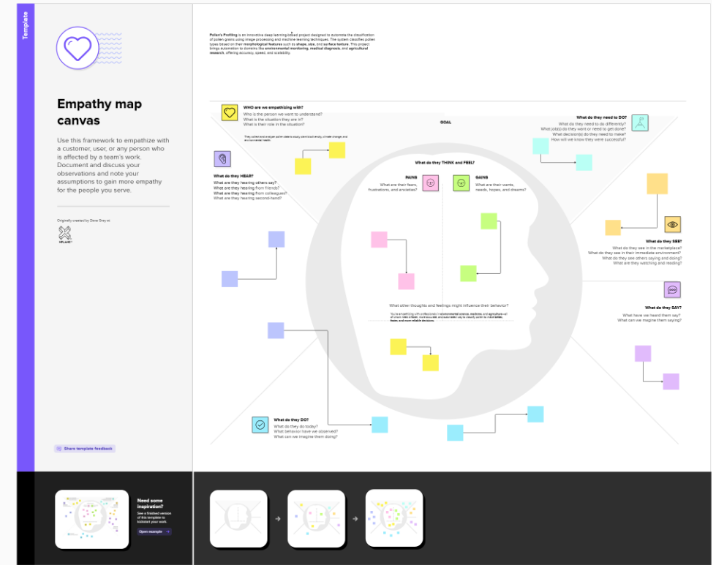 Template
Empathy map
canvas
Use this framework to empathize with
a customer, user, or any person who
is affected by a team's work.
Document and discuss your
observations and note your
assumptions to gain more empathy
for the people you serve.
Originally created by Dave Gray at
XPLANE
Share template feedback
Pollen's Profiling is an innovative deep learning-based project designed to automate the classification
of pollen grains using image processing and machine learning techniques. The system classifies pollen
types based on their morphological features such as shape, size, and surface texture. This project
brings automation to domains like environmental monitoring, medical diagnosis, and agricultural
research, offering accuracy, speed, and scalability.
WHO are we empathizing with?
Who is the person we want to understand?
What is the situation they are in?
What is their role in the situation?
GOAL
What do they need to DO?
What do they need to do differently?
What job(s) do they want or need to get done?
What decision(s) do they need to make?
How will we know they were successful?
What do they HEAR?
What are they hearing others say?
What are they hearing from friends?
What are they hearing from colleagues?
What are they hearing second-hand?
What do they THINK and FEEL?
PAINS
What are their fears,
frustrations, and anxieties?
GAINS
What are their wants,
needs, hopes, and dreams?
What do they SEE?
What do they see in the marketplace?
What do they see in their immediate environment?
What do they see others saying and doing?
What are they watching and reading?
What do they SAY?
What have we heard them say?
What can we imagine them saying?
What other thoughts and feelings might influence their behavior?
What do they DO?
What do they do today?
What behavior have we observed?
What can we imagine them doing?
Need some
inspiration?
See a finished version
of this template to
kickstart your work.
Open example